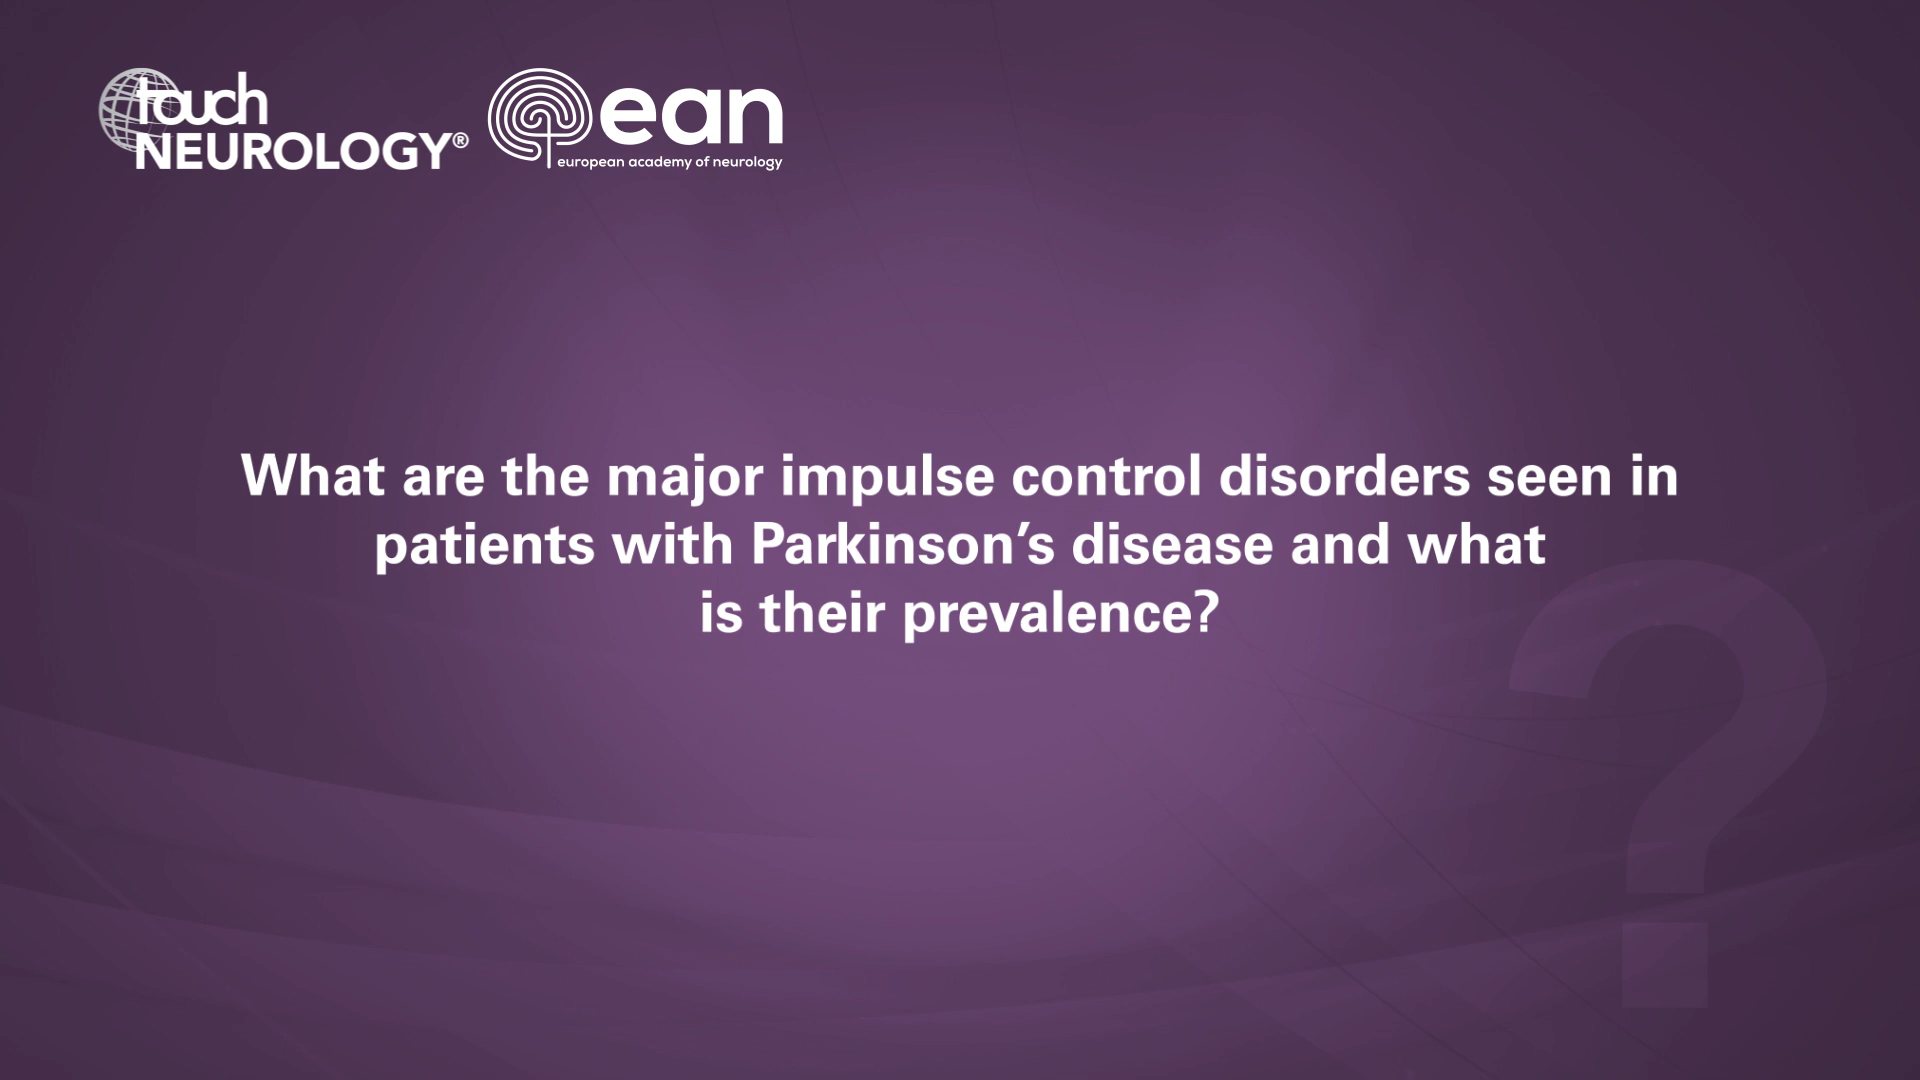 touch
NEUROLOGY®
ean
european academy of neurology
What are the major impulse control disorders seen in
patients with Parkinson’s disease and what
is their prevalence?
?